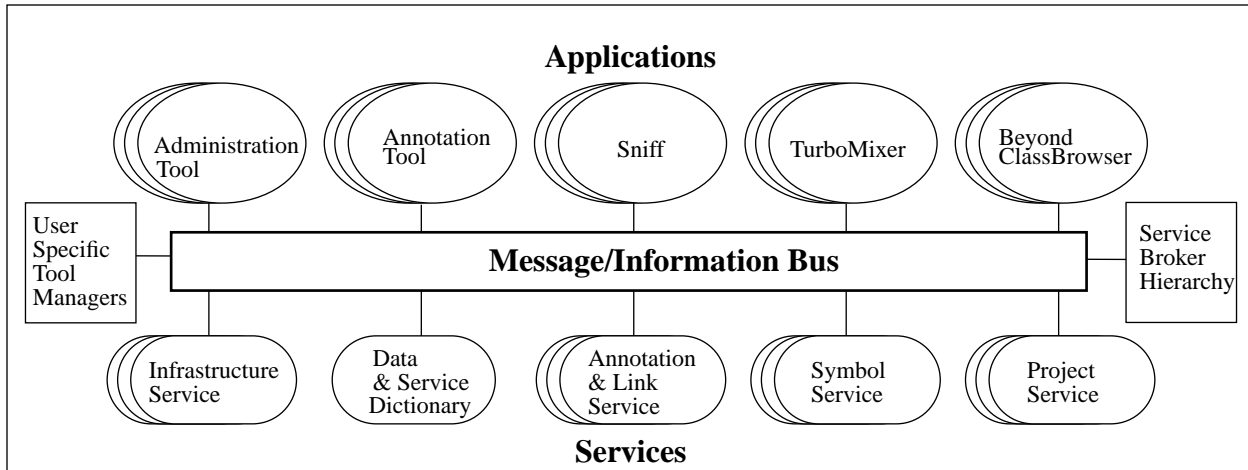 Applications
Administration
Tool
Annotation
Tool
Sniff
TurboMixer
Beyond
ClassBrowser
User
Specific
Tool
Managers
Message/Information Bus
Service
Broker
Hierarchy
Infrastructure
Service
Data
& Service
Dictionary
Annotation
& Link
Service
Symbol
Service
Project
Service
Services